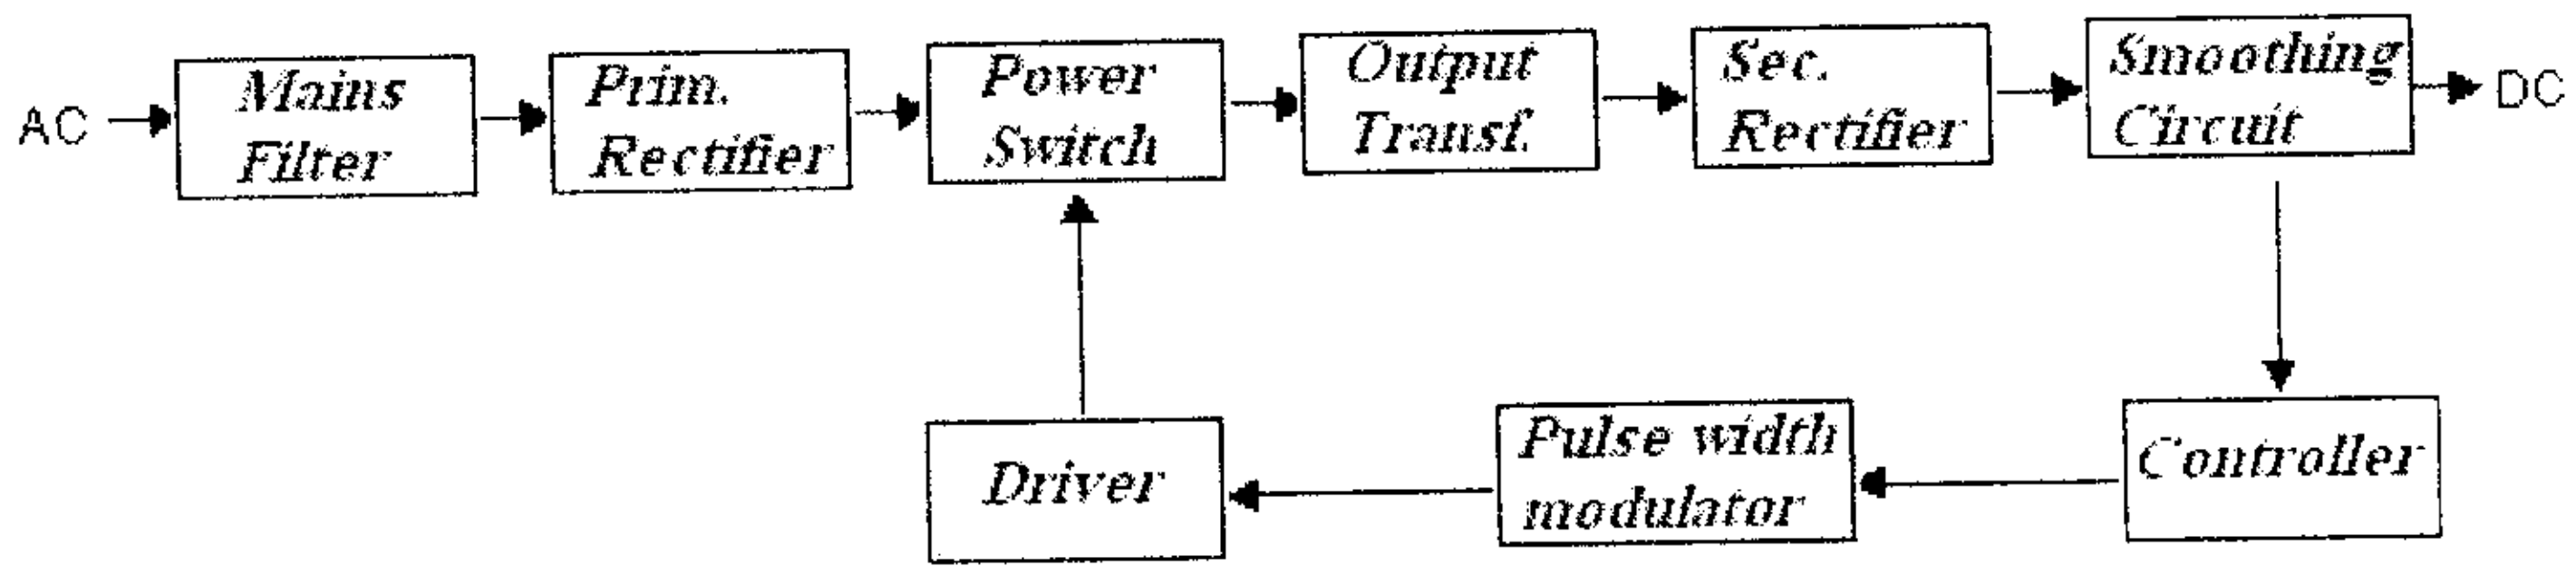 AC
Mains
Filter
Prim.
Rectifier
Power
Switch
Output
Transf.
Sec.
Rectifier
Smoothing
Circuit
DC
Driver
Pulse width
modulator
Controller